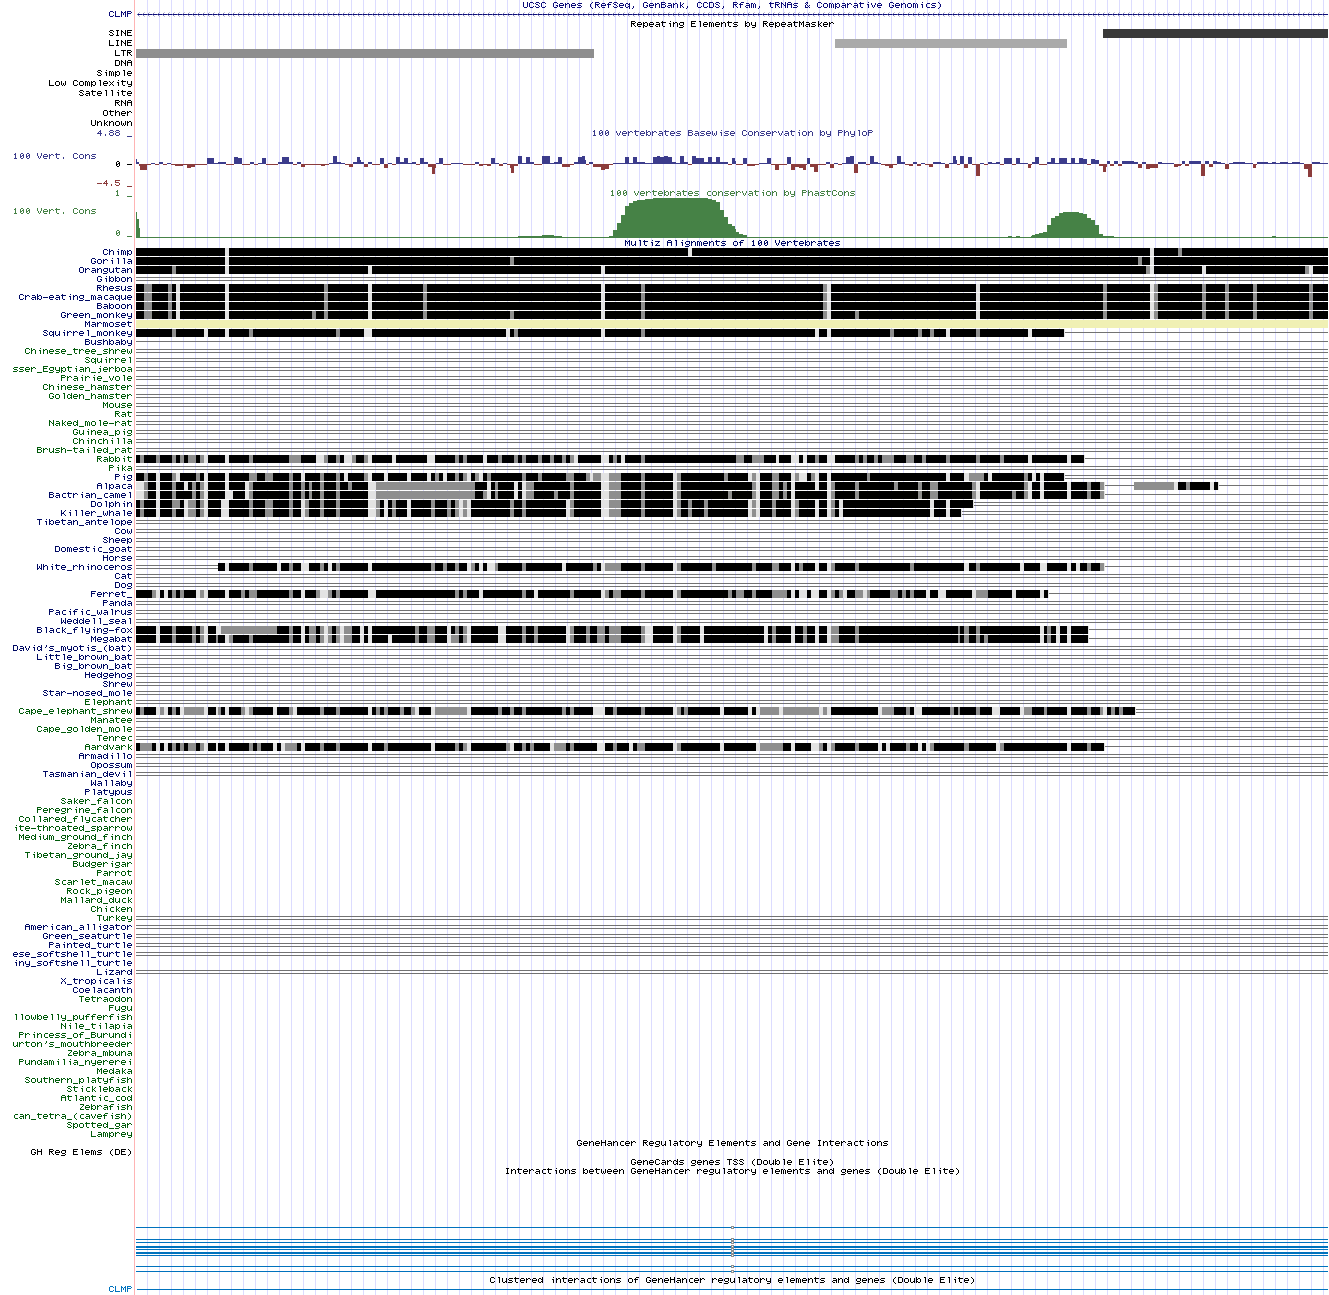 UCSC Genes (RefSeq, GenBank, CCDS, Rfam, tRNAs & Comparative Genomics)
CLMP
Repeating Elements by RepeatMasker
SINE
LINE
LTR
DNA
Simple
Low Complexity
Satellite
RNA
Other
Unknown
4.88 _
100 vertebrates Basewise Conservation by PhyloP
100 Vert. Cons
0 _
-4.5 _
1 _
100 vertebrates conservation by PhastCons
100 Vert. Cons
0 _
Multiz Alignments of 100 Vertebrates
Chimp
Gorilla
Orangutan
Gibbon
Rhesus
Crab-eating_macaque
Baboon
Green_monkey
Marmoset
Squirrel_monkey
Bushbaby
Chinese_tree_shrew
Squirrel
sser_Egyptian_jerboa
Prairie_vole
Chinese_hamster
Golden_hamster
Mouse
Rat
Naked_mole-rat
Guinea_pig
Chinchilla
Brush-tailed_rat
Rabbit
Pika
Pig
Alpaca
Bactrian_camel
Dolphin
Killer_whale
Tibetan_antelope
Cow
Sheep
Domestic_goat
Horse
White_rhinoceros
Cat
Dog
Ferret_
Panda
Pacific_walrus
Weddell_seal
Black_flying-fox
Megabat
David's_myotis_(bat)
Little_brown_bat
Big_brown_bat
Hedgehog
Shrew
Star-nosed_mole
Elephant
Cape_elephant_shrew
Manatee
Cape_golden_mole
Tenrec
Aardvark
Armadillo
Opossum
Tasmanian_devil
Wallaby
Platypus
Saker_falcon
Peregrine_falcon
Collared_flycatcher
ite-throated_sparrow
Medium_ground_finch
Zebra_finch
Tibetan_ground_jay
Budgerigar
Parrot
Scarlet_macaw
Rock_pigeon
Mallard_duck
Chicken
Turkey
American_alligator
Green_seaturtle
Painted_turtle
ese_softshell_turtle
iny_softshell_turtle
Lizard
X_tropicalis
Coelacanth
Tetraodon
Fugu
llowbelly_pufferfish
Nile_tilapia
Princess_of_Burundi
urton's_mouthbreeder
Zebra_mbuna
Pundamilia_nyererei
Medaka
Southern_platyfish
Stickleback
Atlantic_cod
Zebrafish
can_tetra_(cavefish)
Spotted_gar
Lamprey
GeneHancer Regulatory Elements and Gene Interactions
GH Reg Elems (DE)
GeneCards genes TSS (Double Elite)
Interactions between GeneHancer regulatory elements and genes (Double Elite)
Clustered interactions of GeneHancer regulatory elements and genes (Double Elite)
CLMP